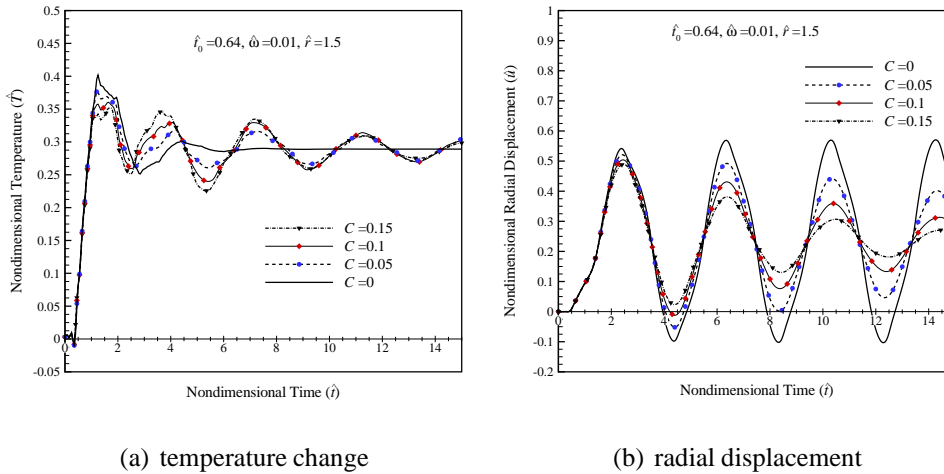 t̂₀=0.64, ω̂=0.01, r̂=1.5
Nondimensional Temperature (T̂)
0.5
0.45
0.4
0.35
0.3
0.25
0.2
0.15
0.1
0.05
0
-0.05
C=0.15
C=0.1
C=0.05
C=0
0 2 4 6 8 10 12 14
Nondimensional Time (t̂)
(a) temperature change
t̂₀=0.64, ω̂=0.01, r̂=1.5
Nondimensional Radial Displacement (û)
1
0.9
0.8
0.7
0.6
0.5
0.4
0.3
0.2
0.1
0
-0.1
-0.2
C=0
C=0.05
C=0.1
C=0.15
0 2 4 6 8 10 12 14
Nondimensional Time (t̂)
(b) radial displacement